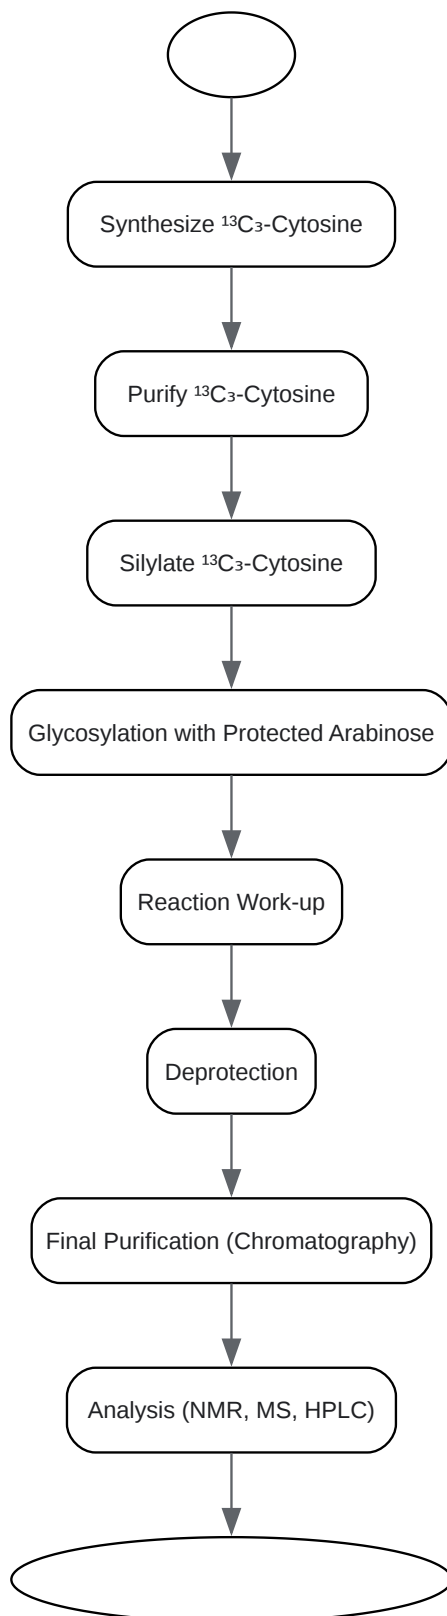 Synthesize ¹³C₃-Cytosine
Purify ¹³C₃-Cytosine
Silylate ¹³C₃-Cytosine
Glycosylation with Protected Arabinose
Reaction Work-up
Deprotection
Final Purification (Chromatography)
Analysis (NMR, MS, HPLC)